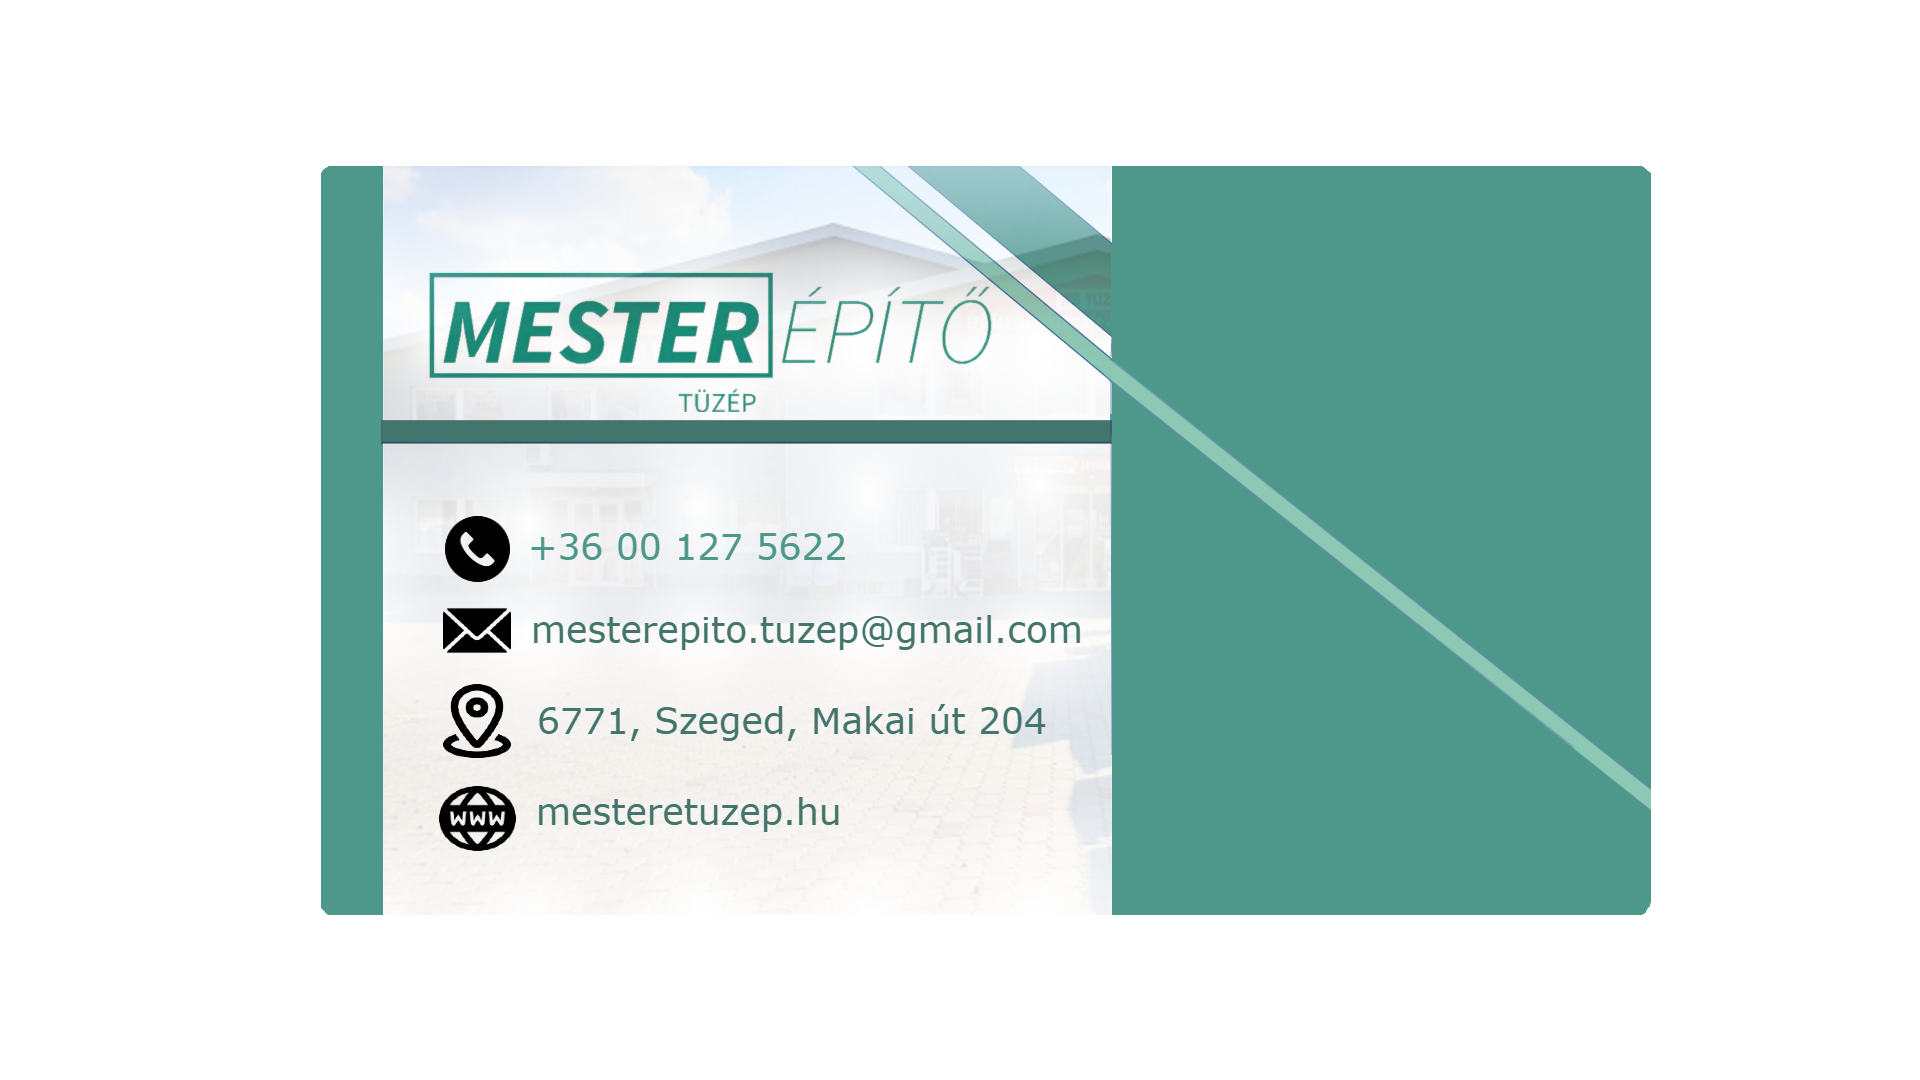 MESTER ÉPÍTŐ
TÜZÉP
+36 00 127 5622
mesterepito.tuzep@gmail.com
6771, Szeged, Makai út 204
WWW
mesteretuzep.hu